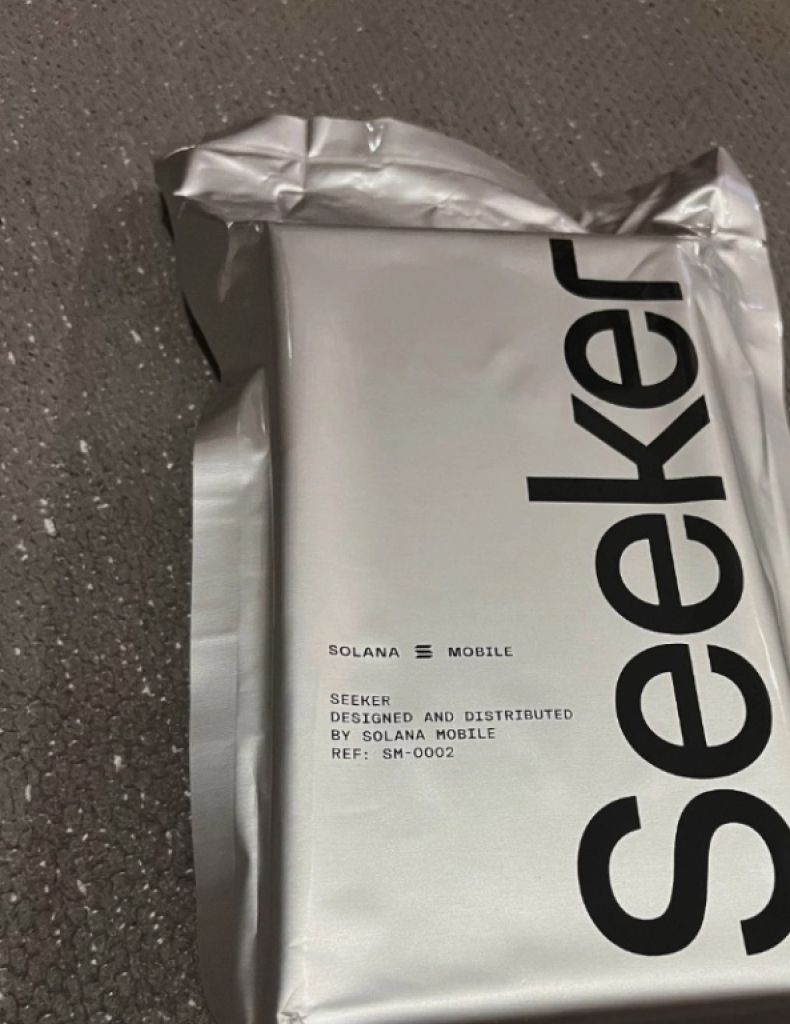 Seeker
SOLANA MOBILE
SEEKER
DESIGNED AND DISTRIBUTED
BY SOLANA MOBILE
REF: SM-0002